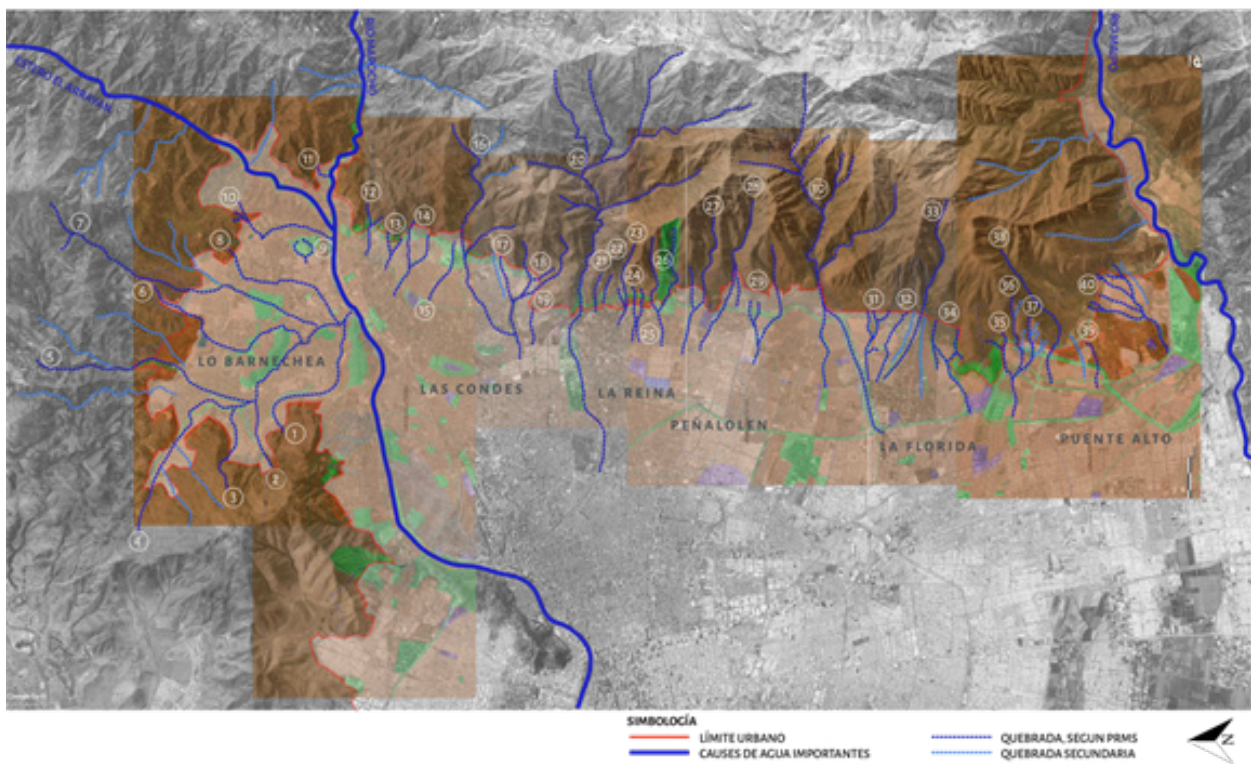 ESTERO EL ARRAYAN
RIO MAPOCHO
RIO MAIPO
16
11
20
12
10
14
13
27
33
7
8
9
23
22
17
38
18
21
26
24
36
40
6
19
29
31
37
15
34
35
25
39
5
LO BARNECHEA
LAS CONDES
LA REINA
PEÑALOLEN
LA FLORIDA
PUENTE ALTO
1
2
3
4
SIMBOLOGÍA
LÍMITE URBANO
CAUSES DE AGUA IMPORTANTES
QUEBRADA, SEGUN PRMS
QUEBRADA SECUNDARIA
N